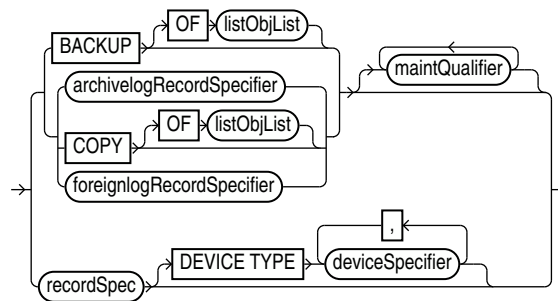 OF listObjList
BACKUP
maintQualifier
archivelogRecordSpecifier
OF listObjList
COPY
foreignlogRecordSpecifier
,
DEVICE TYPE deviceSpecifier
recordSpec